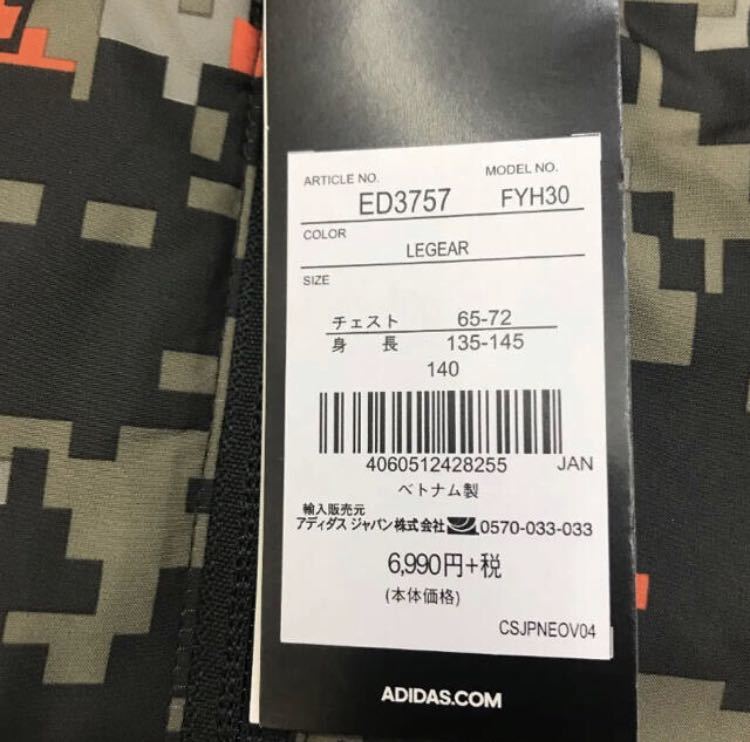 ARTICLE NO. MODEL NO.
ED3757 FYH30
COLOR
LEGEAR
SIZE
チェスト 65-72
身 長 135-145
140
4060512428255 JAN
ベトナム製
輸入販売元
アディダス ジャパン株式会社 0570-033-033
6,990円+税
(本体価格)
CSJPNEOV04
ADIDAS.COM